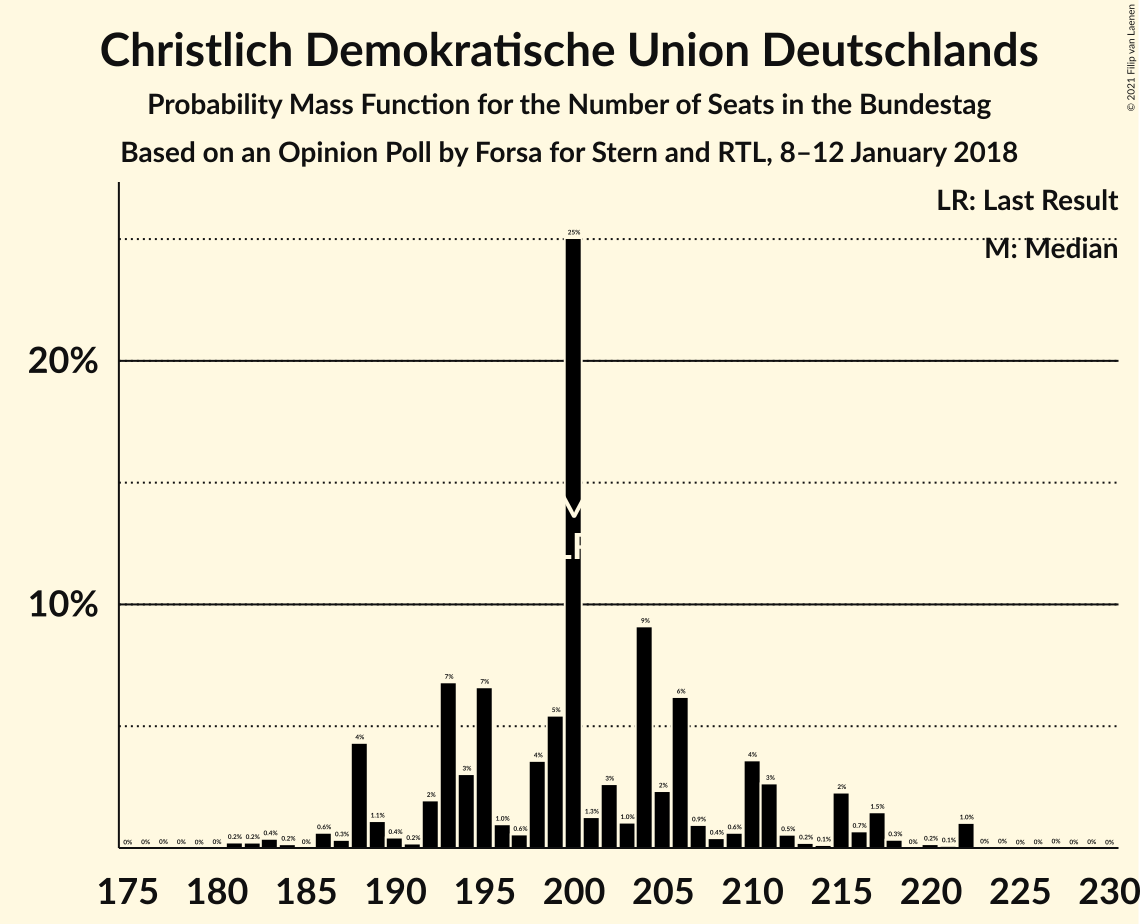 Christlich Demokratische Union Deutschlands
Probability Mass Function for the Number of Seats in the Bundestag
Based on an Opinion Poll by Forsa for Stern and RTL, 8–12 January 2018
© 2021 Filip van Laenen
LR: Last Result
M: Median
20%
10%
0% 0% 0% 0% 0% 0% 0.2% 0.2% 0.4% 0.2% 0% 0.6% 0.3% 4% 1.1% 0.4% 0.2% 2% 7% 3% 7% 1.0% 0.6% 4% 5% 25% 1.3% 3% 1.0% 9% 2% 6% 0.9% 0.4% 0.6% 4% 3% 0.5% 0.2% 0.1% 2% 0.7% 1.5% 0.3% 0% 0.2% 0.1% 1.0% 0% 0% 0% 0% 0% 0% 0% 0%
M
LR
175 180 185 190 195 200 205 210 215 220 225 230